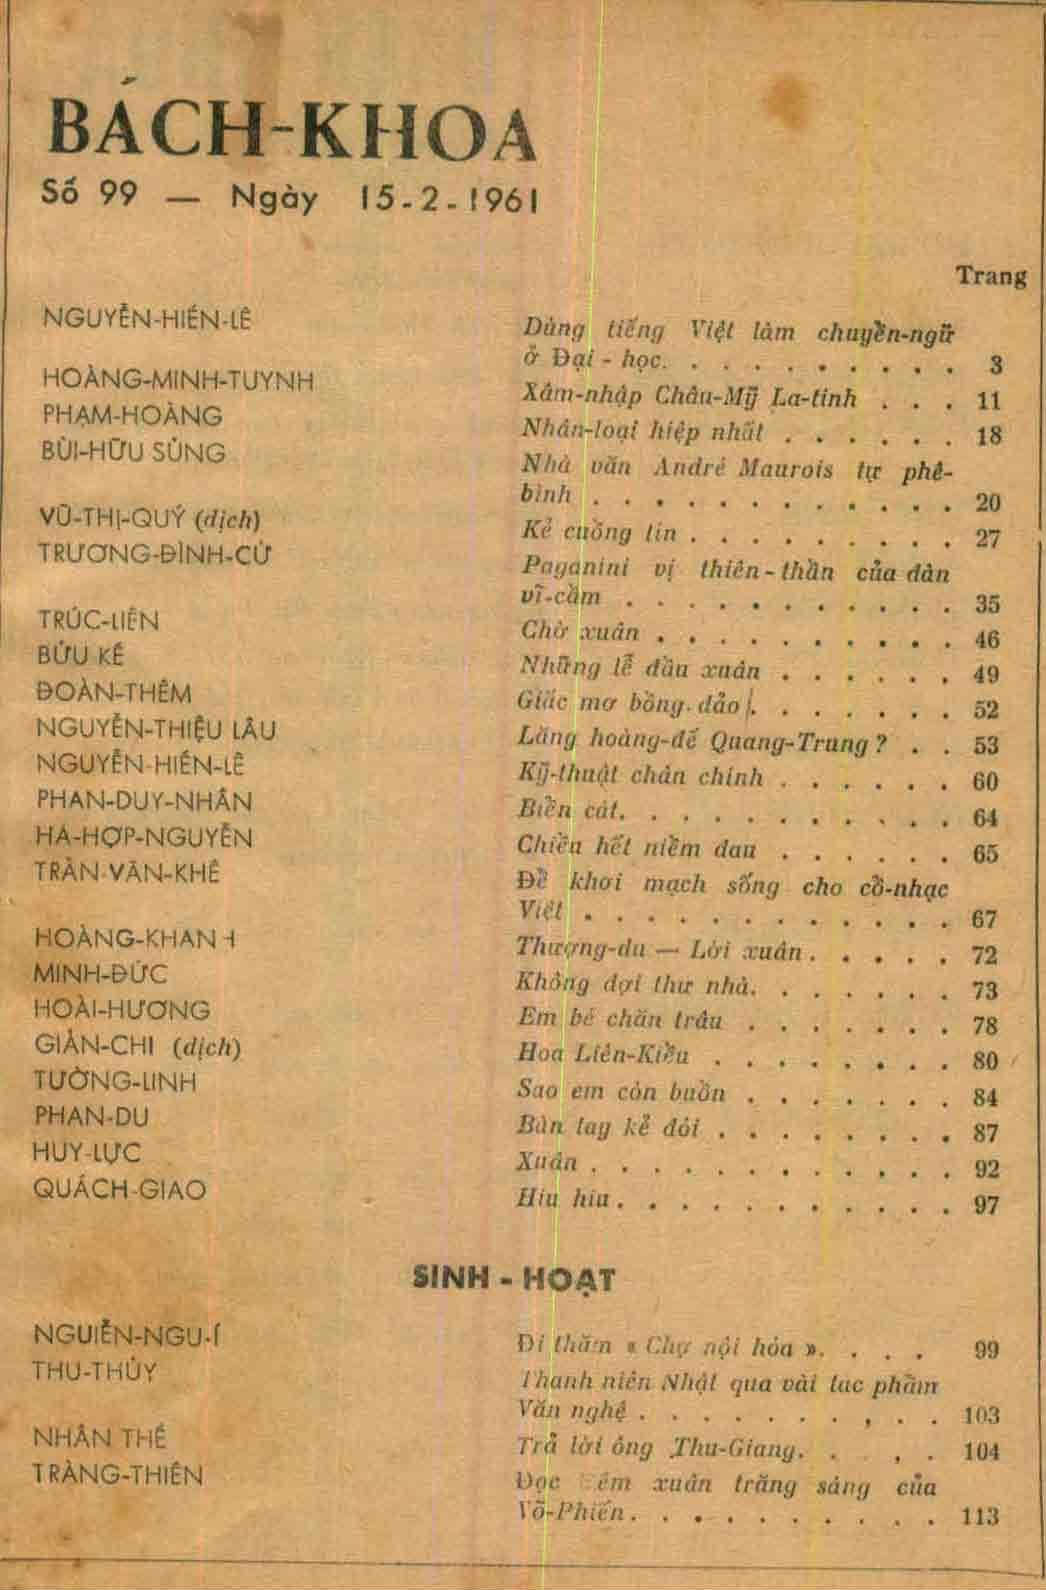 BÁCH-KHOA
Số 99 — Ngày 15-2-1961
Trang
NGUYỄN-HIẾN-LÊ Dùng tiếng Việt làm chuyển-ngữ
ở Đại-học. . . . . . . . . . 3
HOÀNG-MINH-TUYNH Xâm-nhập Châu-Mỹ La-tinh . . . 11
PHẠM-HOÀNG Nhân-loại hiệp nhất . . . . . . 18
BÙI-HỮU SỦNG Nhà văn André Maurois tự phê-
bình . . . . . . . . . . . . 20
VŨ-THỊ-QUÝ (dịch) Kẻ cuồng tin . . . . . . . . . 27
TRƯƠNG-ĐÌNH-CỬ Paganini vị thiên-thần của đàn
vĩ-cầm . . . . . . . . . . . 35
TRÚC-LIÊN Chờ xuân . . . . . . . . . . 46
BỬU KẾ Những lễ đầu xuân . . . . . . 49
ĐOÀN-THÊM Giấc mơ bồng-đảo . . . . . . . 52
NGUYỄN-THIỆU LÂU Lăng hoàng-đế Quang-Trung ? . . 53
NGUYỄN-HIẾN-LÊ Kỹ-thuật chân chính . . . . . . 60
PHAN-DUY-NHÂN Biển cát. . . . . . . . . . . 64
HÀ-HỢP-NGUYỄN Chiều hết niềm đau . . . . . . 65
TRẦN-VĂN-KHÊ Để khơi mạch sống cho cổ-nhạc
Việt . . . . . . . . . . . . 67
HOÀNG-KHANH Thượng-du — Lời xuân . . . . . 72
MINH-ĐỨC Không đợi thư nhà. . . . . . . 73
HOÀI-HƯƠNG Em bé chăn trâu . . . . . . . 78
GIẢN-CHI (dịch) Hoa Liên-Kiều . . . . . . . . 80
TƯỜNG-LINH Sao em còn buồn . . . . . . . 84
PHAN-DU Bàn tay kẻ đói . . . . . . . . 87
HUY-LỰC Xuân . . . . . . . . . . . . 92
QUÁCH-GIAO Hiu hiu . . . . . . . . . . . 97
SINH - HOẠT
NGUIỄN-NGU-Í Đi thăm « Chợ nội hóa ». . . . 99
THU-THỦY Thanh niên Nhật qua vài tác phẩm
Văn nghệ . . . . . . . , . . 103
NHÂN THẾ Trả lời ông Thu-Giang. . , . 104
TRÀNG-THIÊN Đọc Đêm xuân trăng sáng của
Võ-Phiến . . . . . . . . . . 113